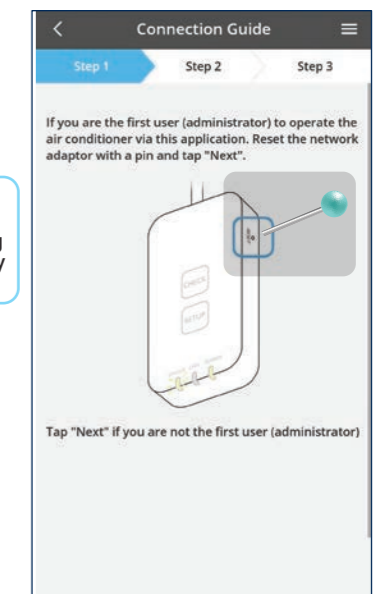 Connection Guide
Step 1
Step 2
Step 3
If you are the first user (administrator) to operate the
air conditioner via this application. Reset the network
adaptor with a pin and tap "Next".
CHECK
SETUP
Tap "Next" if you are not the first user (administrator)